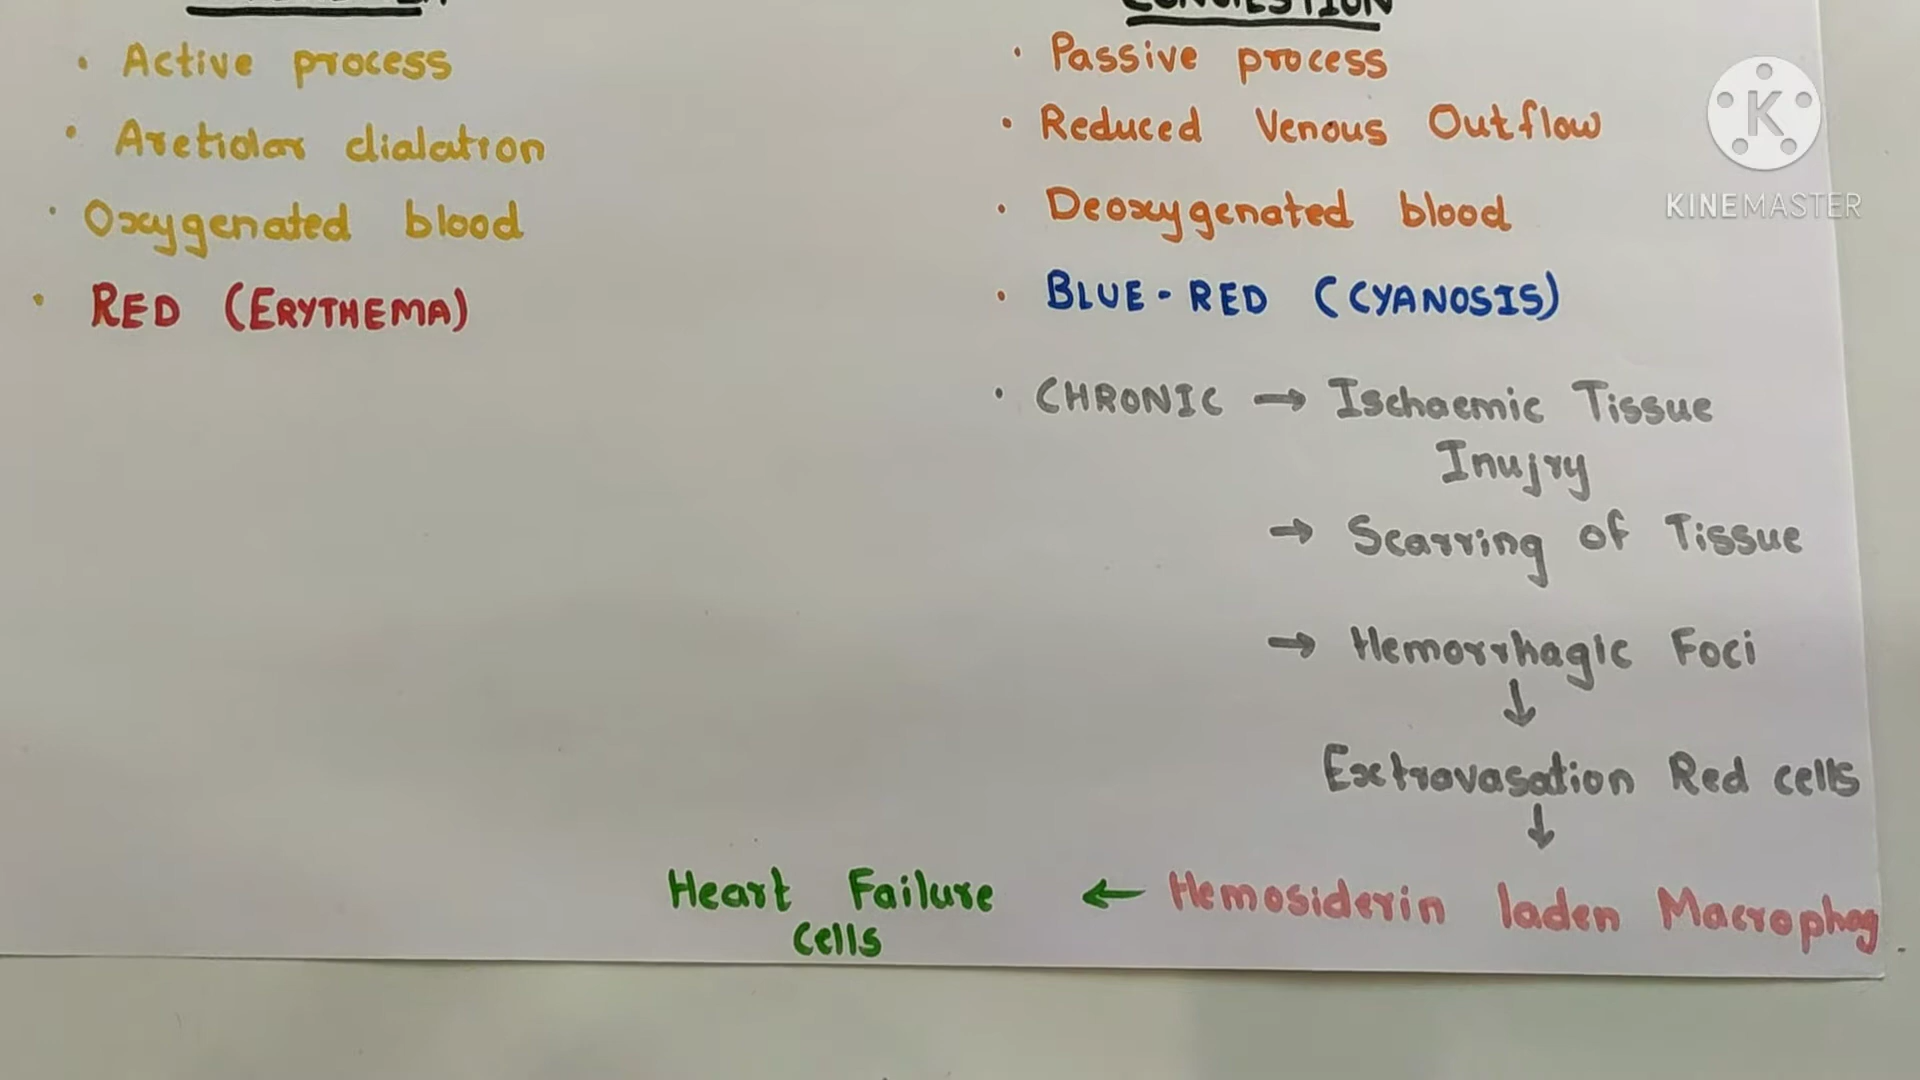 CONGESTION
• Active process
• Aretiolar dialation
• Oxygenated blood
• RED (ERYTHEMA)
• Passive process
• Reduced Venous Outflow
• Deoxygenated blood
• BLUE - RED (CYANOSIS)
• CHRONIC → Ischaemic Tissue
Inujry
→ Scarring of Tissue
→ Hemorrhagic Foci
↓
Extravasation Red cells
↓
Heart Failure ← Hemosiderin laden Macrophag
cells
KINEMASTER